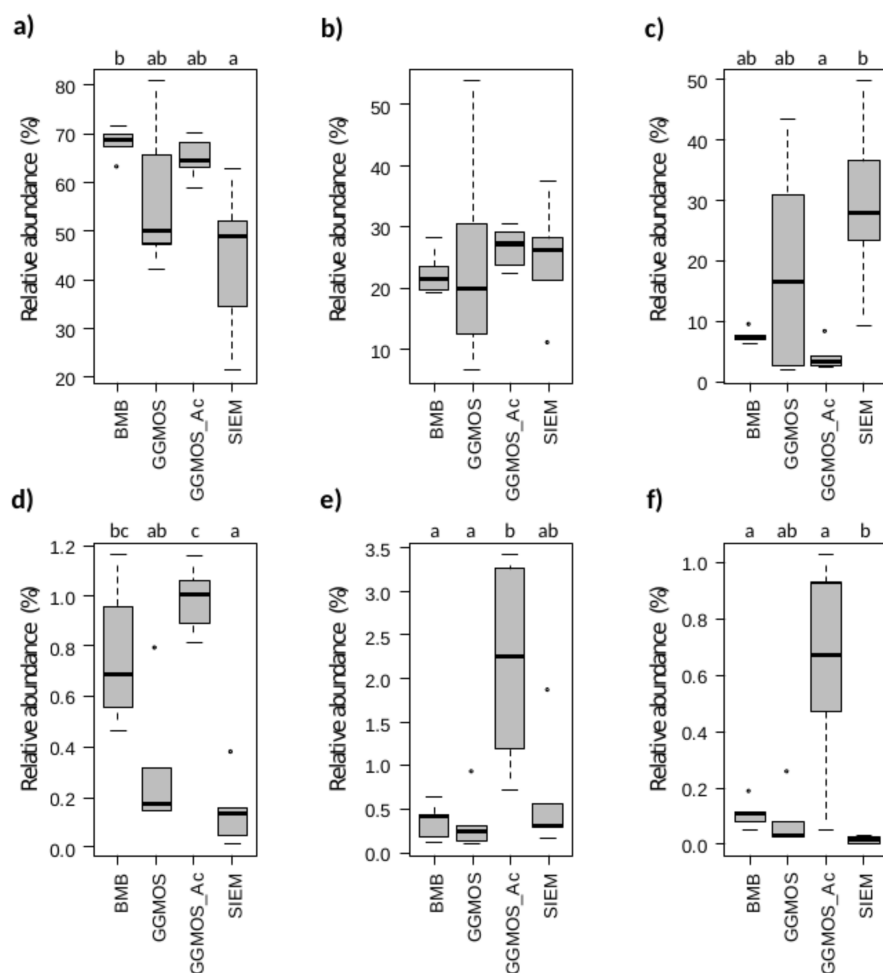 a)
b)
c)
b ab ab a
ab ab a b
Relative abundance (%)
80
70
60
50
40
30
20
BMB
GGMOS
GGMOS_Ac
SIEM
Relative abundance (%)
50
40
30
20
10
BMB
GGMOS
GGMOS_Ac
SIEM
Relative abundance (%)
50
40
30
20
10
0
BMB
GGMOS
GGMOS_Ac
SIEM
d)
e)
f)
bc ab c a
a a b ab
a ab a b
Relative abundance (%)
1.2
1.0
0.8
0.6
0.4
0.2
0.0
BMB
GGMOS
GGMOS_Ac
SIEM
Relative abundance (%)
3.5
3.0
2.5
2.0
1.5
1.0
0.5
0.0
BMB
GGMOS
GGMOS_Ac
SIEM
Relative abundance (%)
1.0
0.8
0.6
0.4
0.2
0.0
BMB
GGMOS
GGMOS_Ac
SIEM